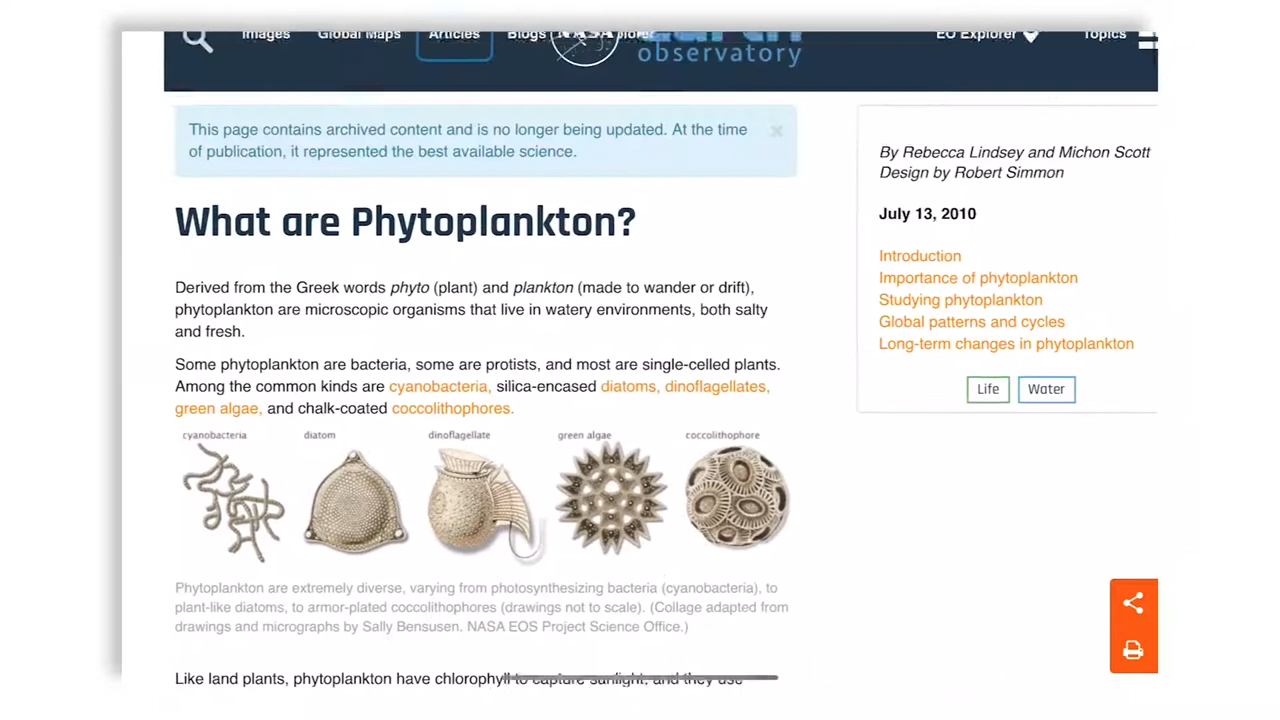 Images Global Maps Articles Blogs EO Explorer Topics
NASA
observatory
This page contains archived content and is no longer being updated. At the time
of publication, it represented the best available science.
×
What are Phytoplankton?
Derived from the Greek words phyto (plant) and plankton (made to wander or drift),
phytoplankton are microscopic organisms that live in watery environments, both salty
and fresh.
Some phytoplankton are bacteria, some are protists, and most are single-celled plants.
Among the common kinds are cyanobacteria, silica-encased diatoms, dinoflagellates,
green algae, and chalk-coated coccolithophores.
cyanobacteria diatom dinoflagellate green algae coccolithophore
Phytoplankton are extremely diverse, varying from photosynthesizing bacteria (cyanobacteria), to
plant-like diatoms, to armor-plated coccolithophores (drawings not to scale). (Collage adapted from
drawings and micrographs by Sally Bensusen. NASA EOS Project Science Office.)
Like land plants, phytoplankton have chlorophyll to capture sunlight, and they use
By Rebecca Lindsey and Michon Scott
Design by Robert Simmon
July 13, 2010
Introduction
Importance of phytoplankton
Studying phytoplankton
Global patterns and cycles
Long-term changes in phytoplankton
Life Water